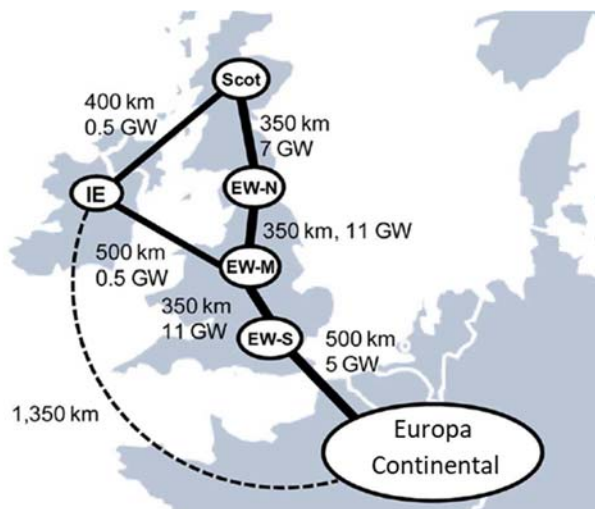 Scot
400 km
0.5 GW
350 km
7 GW
IE
EW-N
350 km, 11 GW
500 km
0.5 GW
EW-M
350 km
11 GW
EW-S
500 km
5 GW
1,350 km
Europa
Continental